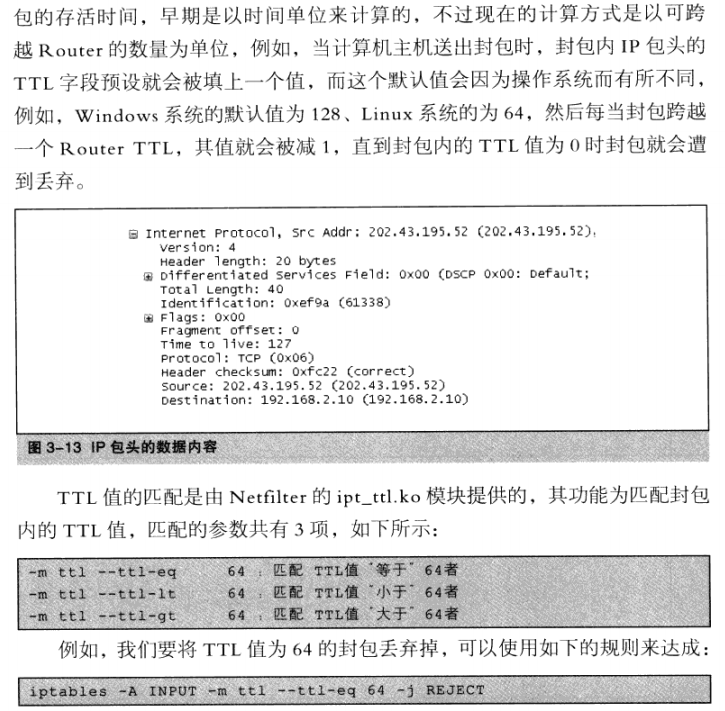 包的存活时间，早期是以时间单位来计算的，不过现在的计算方式是以可跨
越 Router 的数量为单位，例如，当计算机主机送出封包时，封包内 IP 包头的
TTL 字段预设就会被填上一个值，而这个默认值会因为操作系统而有所不同，
例如，Windows 系统的默认值为 128、Linux 系统的为 64，然后每当封包跨越
一个 Router TTL，其值就会被减 1，直到封包内的 TTL 值为 0 时封包就会遭
到丢弃。
Internet Protocol, Src Addr: 202.43.195.52 (202.43.195.52),
Version: 4
Header length: 20 bytes
Differentiated Services Field: 0x00 (DSCP 0x00: Default;
Total Length: 40
Identification: 0xef9a (61338)
Flags: 0x00
Fragment offset: 0
Time to live: 127
Protocol: TCP (0x06)
Header checksum: 0xfc22 (correct)
Source: 202.43.195.52 (202.43.195.52)
Destination: 192.168.2.10 (192.168.2.10)
图 3-13 IP 包头的数据内容
TTL 值的匹配是由 Netfilter 的 ipt_ttl.ko 模块提供的，其功能为匹配封包
内的 TTL 值，匹配的参数共有 3 项，如下所示：
-m ttl --ttl-eq 64 ：匹配 TTL值 "等于" 64者
-m ttl --ttl-lt 64 ：匹配 TTL值 "小于" 64者
-m ttl --ttl-gt 64 ：匹配 TTL值 "大于" 64者
例如，我们要将 TTL 值为 64 的封包丢弃掉，可以使用如下的规则来达成：
iptables -A INPUT -m ttl --ttl-eq 64 -j REJECT